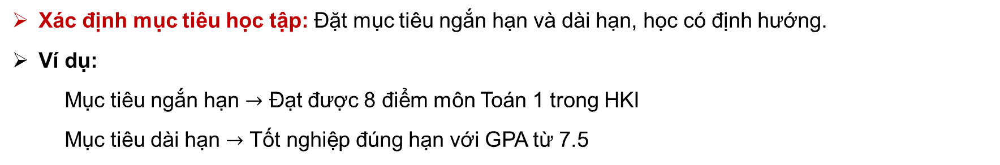 ➢ Xác định mục tiêu học tập: Đặt mục tiêu ngắn hạn và dài hạn, học có định hướng.
➢ Ví dụ:
Mục tiêu ngắn hạn → Đạt được 8 điểm môn Toán 1 trong HKI
Mục tiêu dài hạn → Tốt nghiệp đúng hạn với GPA từ 7.5